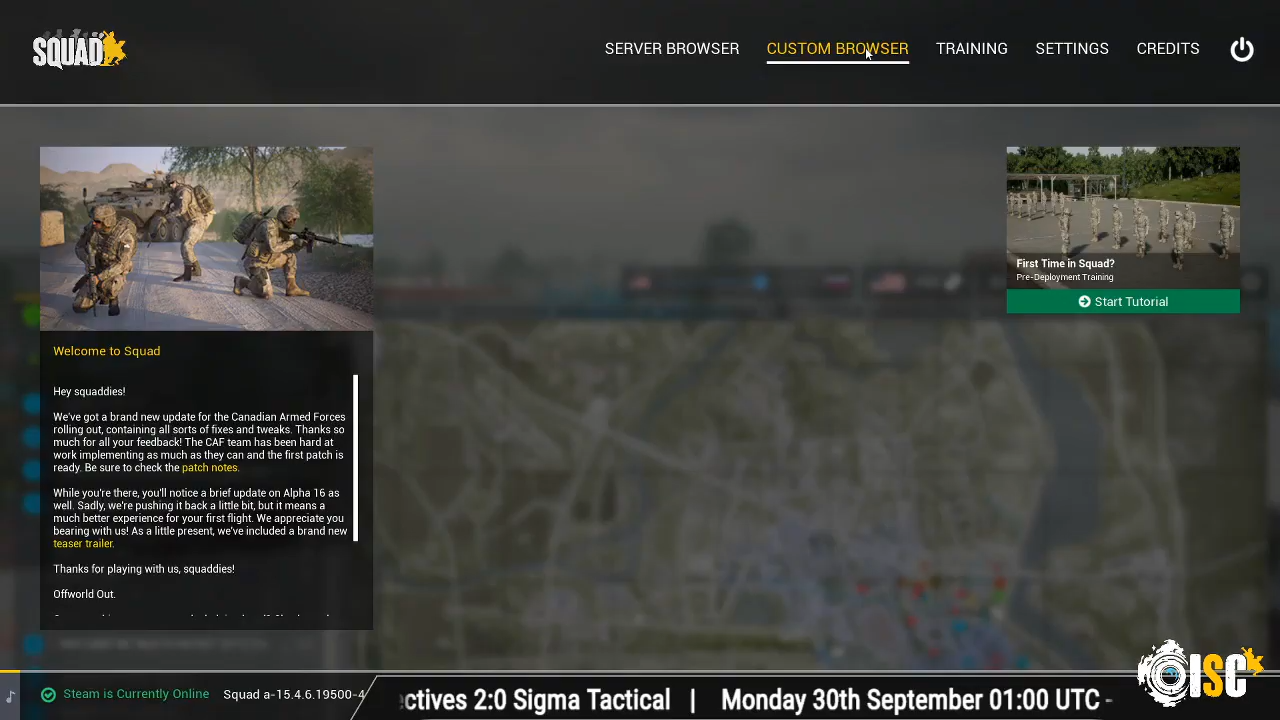 SQUAD
SERVER BROWSER
CUSTOM BROWSER
TRAINING
SETTINGS
CREDITS
Welcome to Squad
Hey squaddies!
We've got a brand new update for the Canadian Armed Forces
rolling out, containing all sorts of fixes and tweaks. Thanks so
much for all your feedback! The CAF team has been hard at
work implementing as much as they can and the first patch is
ready. Be sure to check the patch notes.
While you're there, you'll notice a brief update on Alpha 16 as
well. Sadly, we're pushing it back a little bit, but it means a
much better experience for your first flight. We appreciate you
bearing with us! As a little present, we've included a brand new
teaser trailer.
Thanks for playing with us, squaddies!
Offworld Out.
First Time in Squad?
Pre-Deployment Training
Start Tutorial
Steam is Currently Online
Squad a-15.4.6.19500-4
ctives 2:0 Sigma Tactical | Monday 30th September 01:00 UTC -
ISC